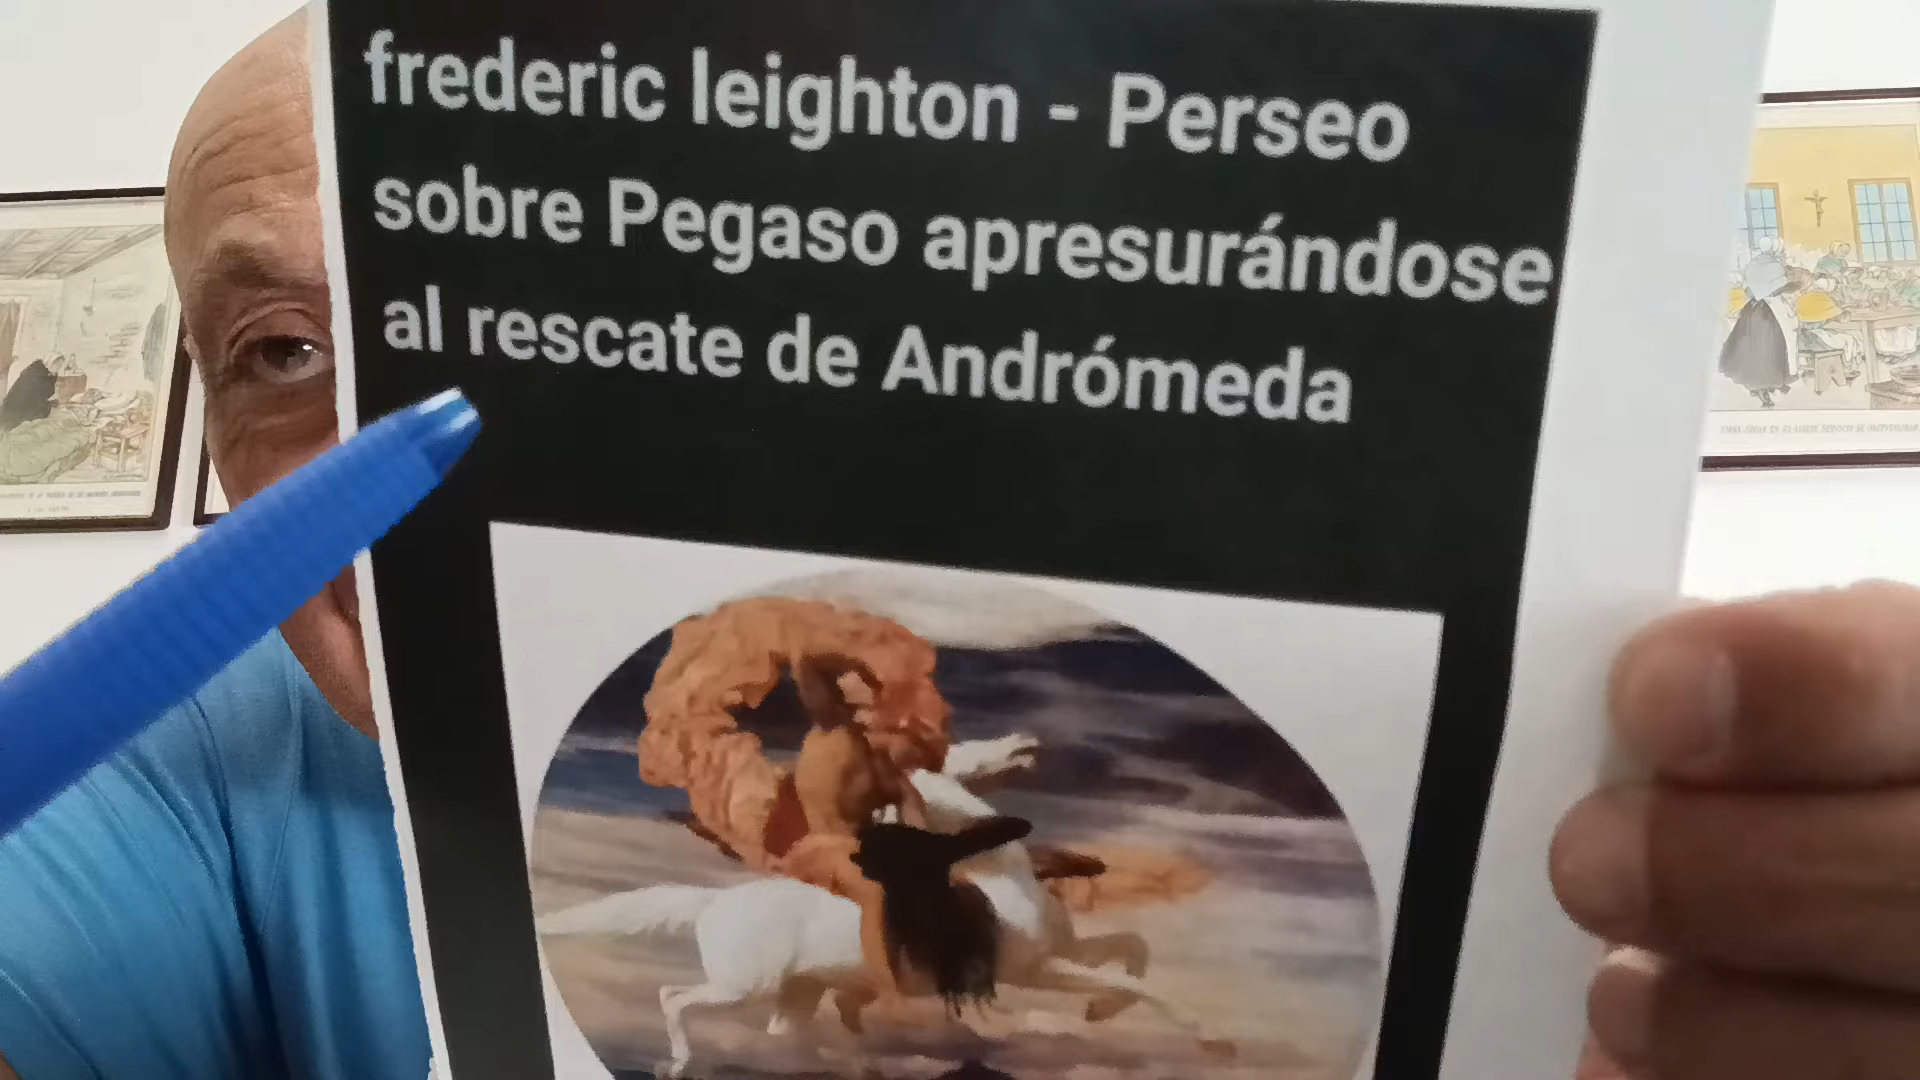 frederic leighton - Perseo
sobre Pegaso apresurándose
al rescate de Andrómeda